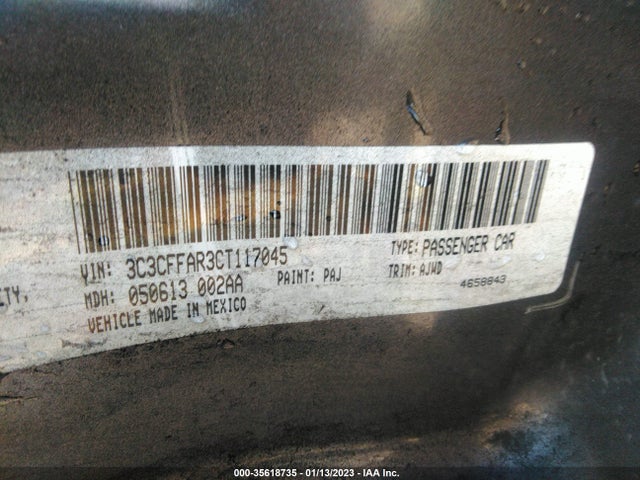 VIN: 3C3CFFAR3CT117045
TYPE: PASSENGER CAR
ITY,
MDH: 050613 002AA
PAINT: PAJ
TRIM: AJWD
VEHICLE MADE IN MEXICO
4658843
000-35618735 - 01/13/2023 - IAA Inc.